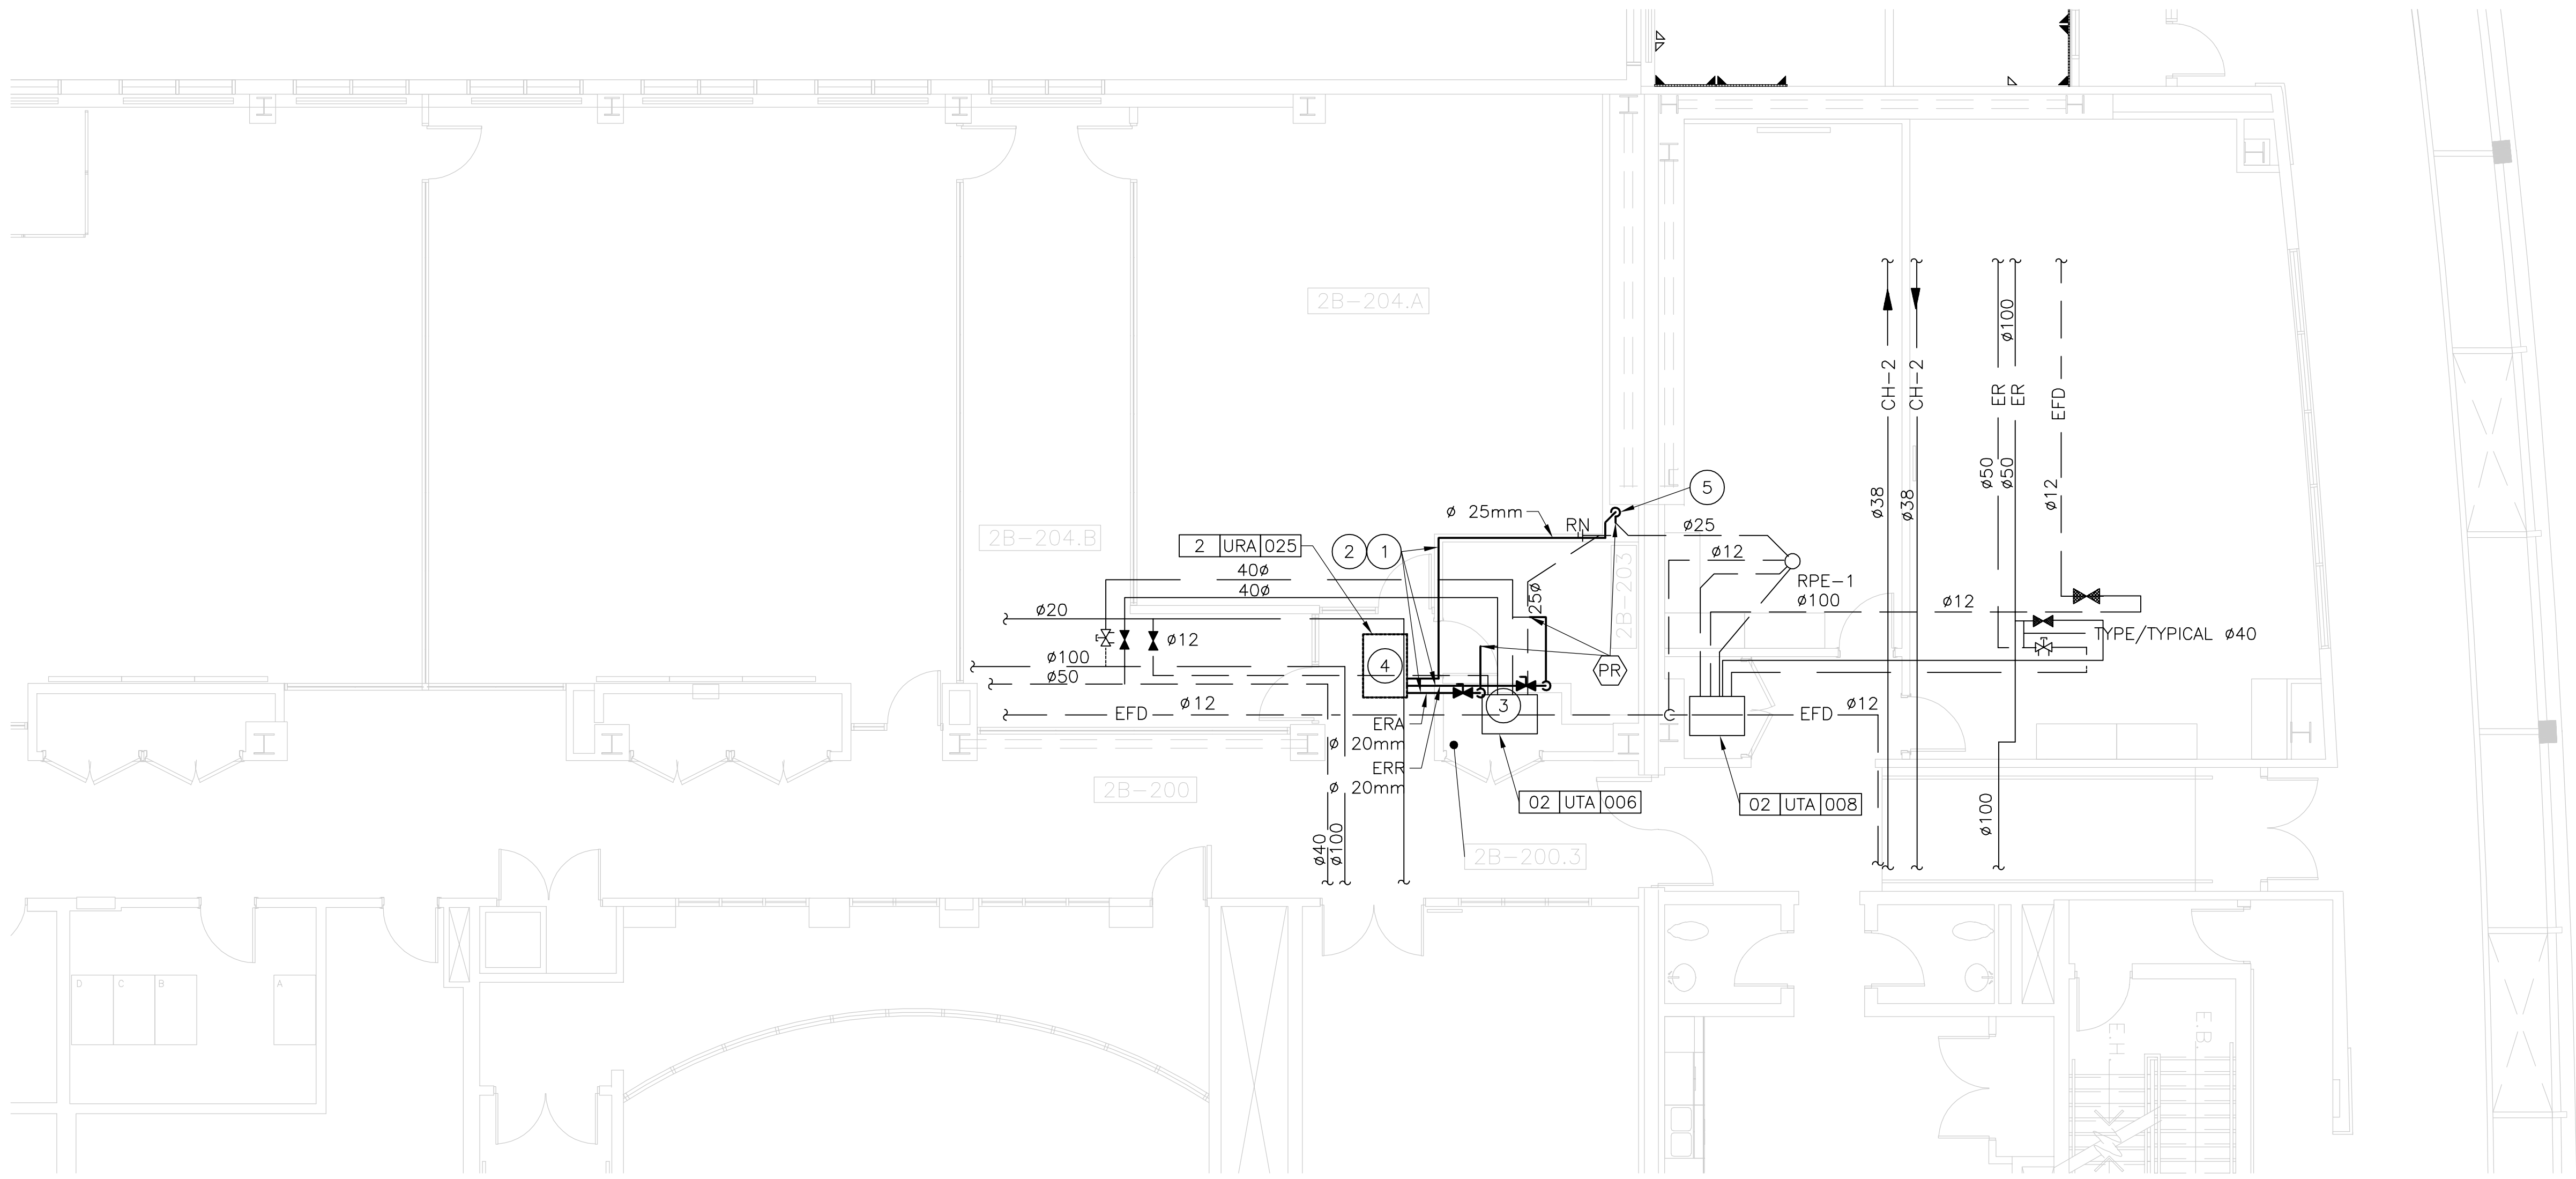 2B-204.A
2B-204.B
2 URA 025
2
1
ø 25mm
RN
5
ø25
ø12
2B-203
RPE-1
ø100
ø12
40ø
40ø
25ø
ø20
ø12
ø100
ø50
EFD
ø12
4
3
PR
ERA
ø 20mm
ERR
ø 20mm
2B-200
ø40
ø100
02 UTA 006
02 UTA 008
2B-200.3
EFD
ø12
CH-2
CH-2
ER
ER
ø100
EFD
ø38
ø38
ø50
ø50
ø12
TYPE/TYPICAL ø40
ø100
D
C
B
A
E.H.
E.B.